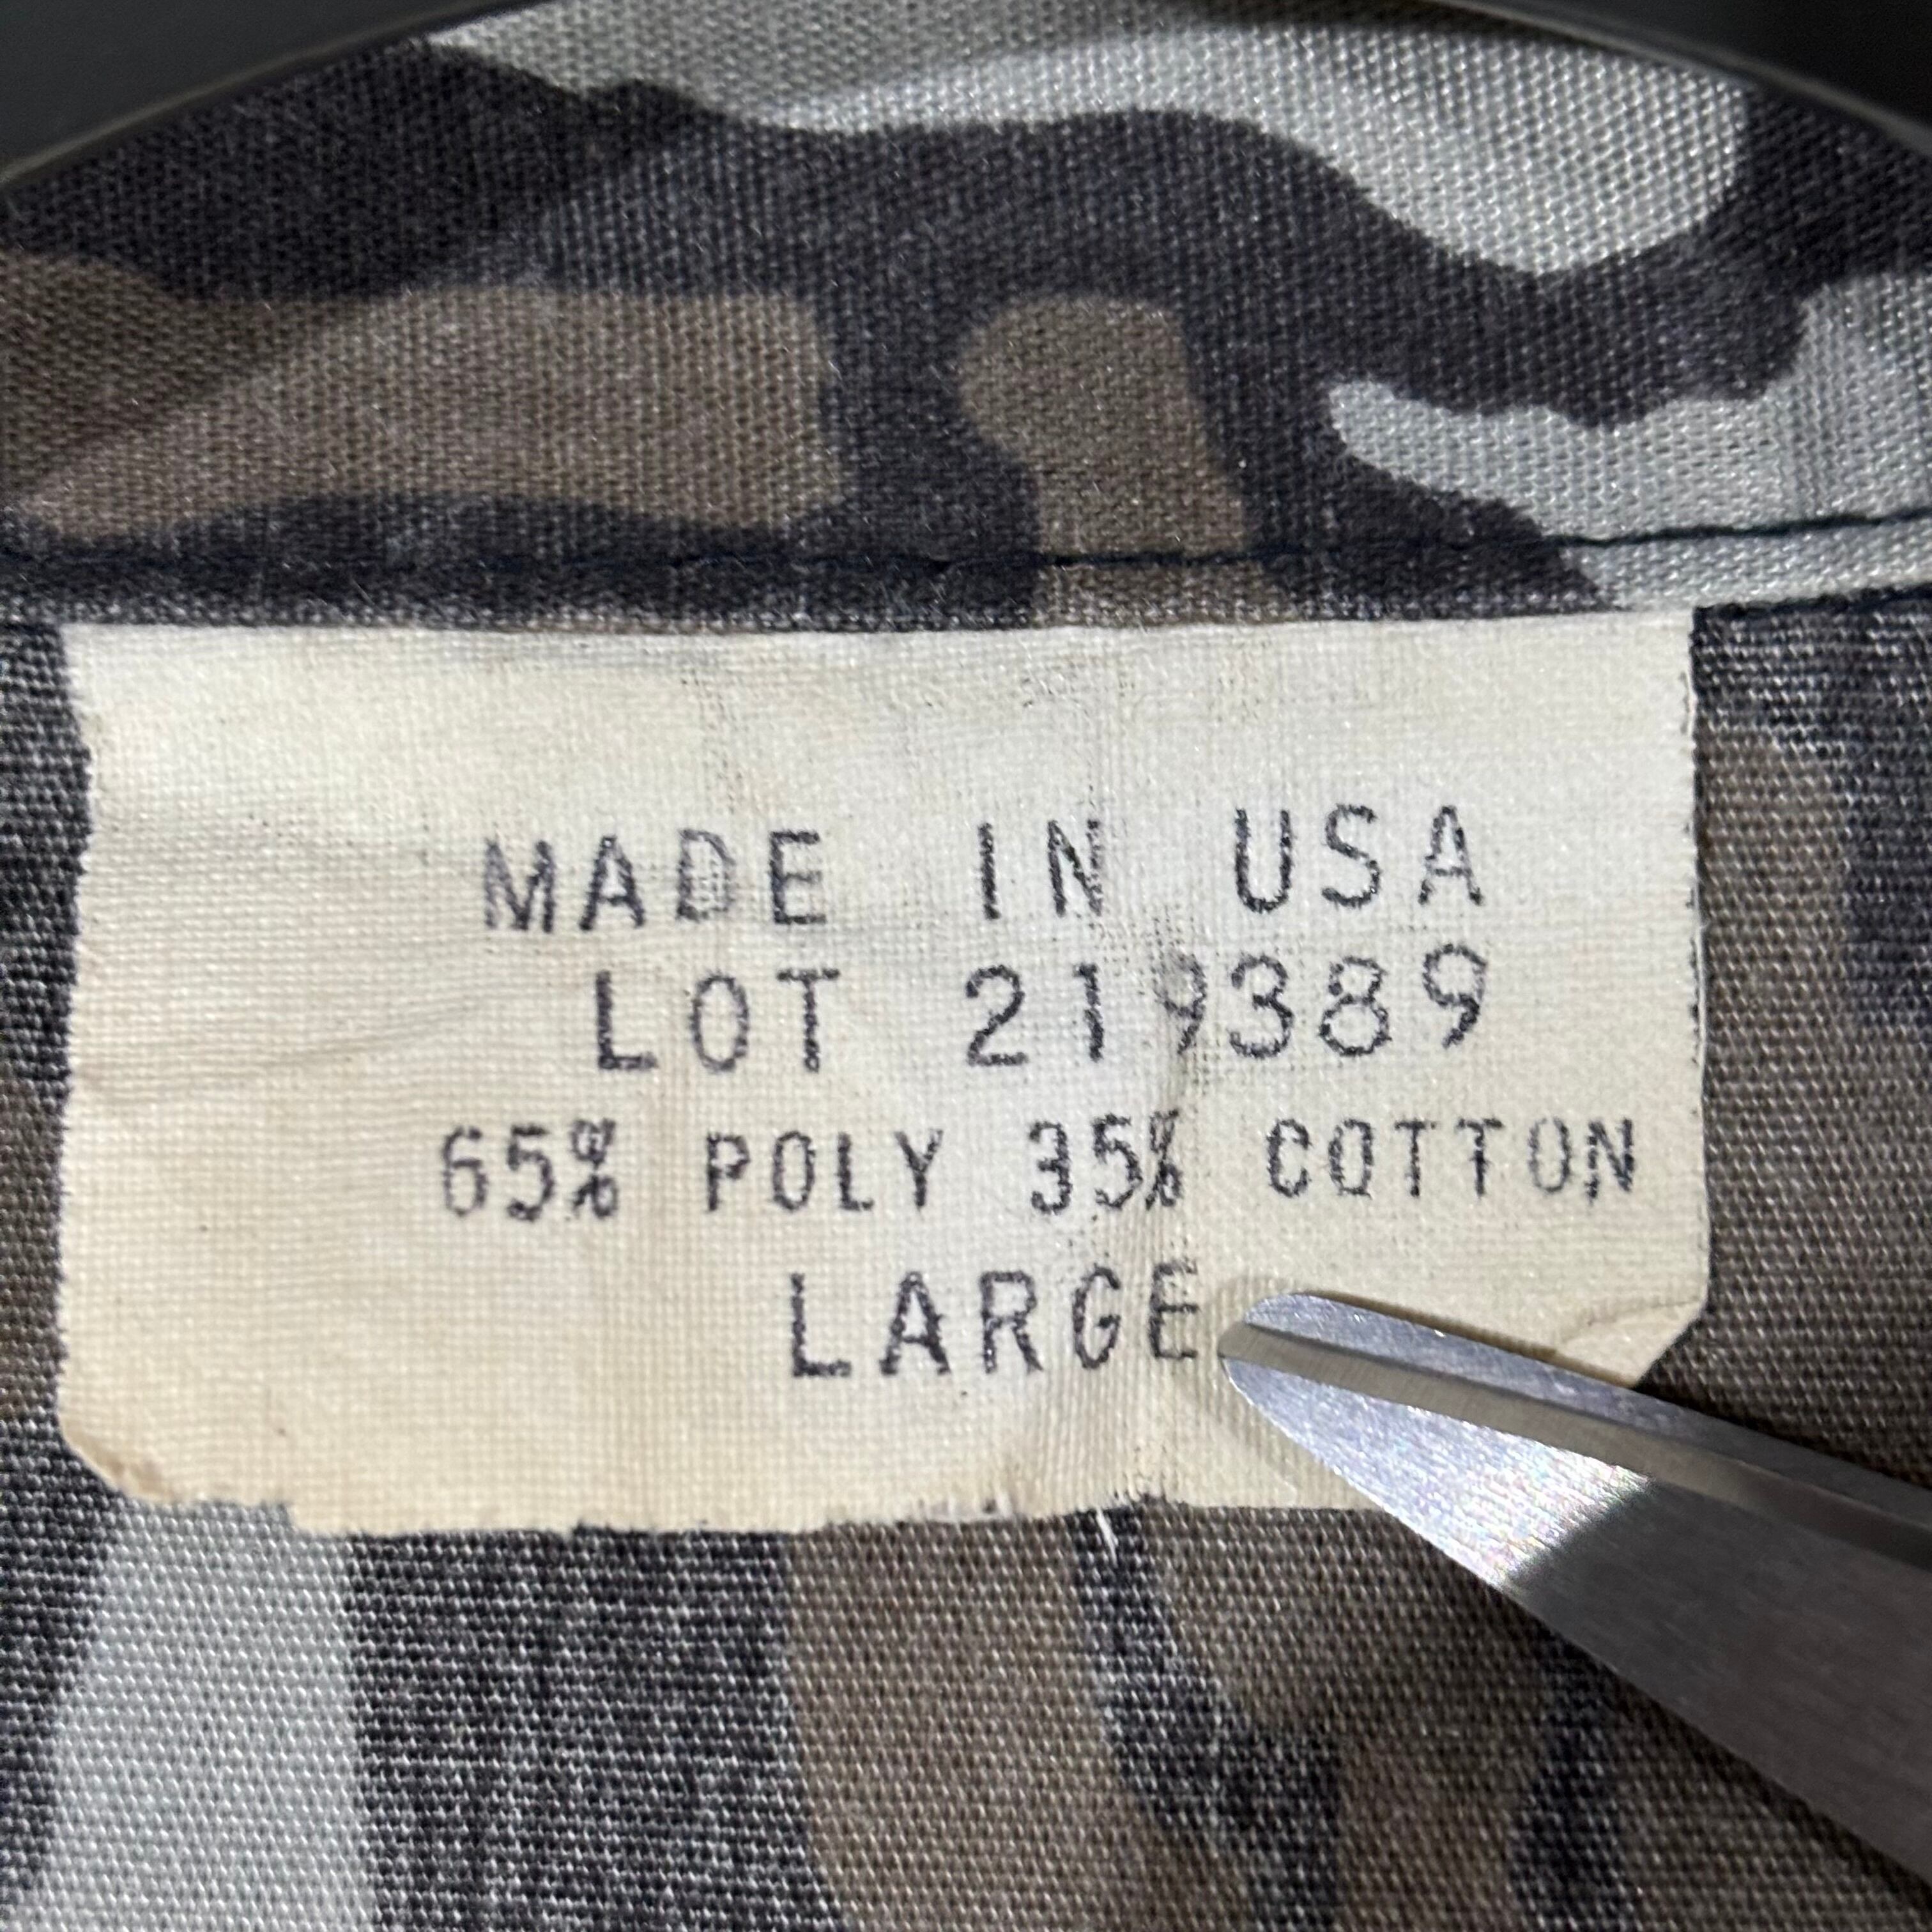 MADE IN USA
LOT 219389
65% POLY 35% COTTON
LARGE